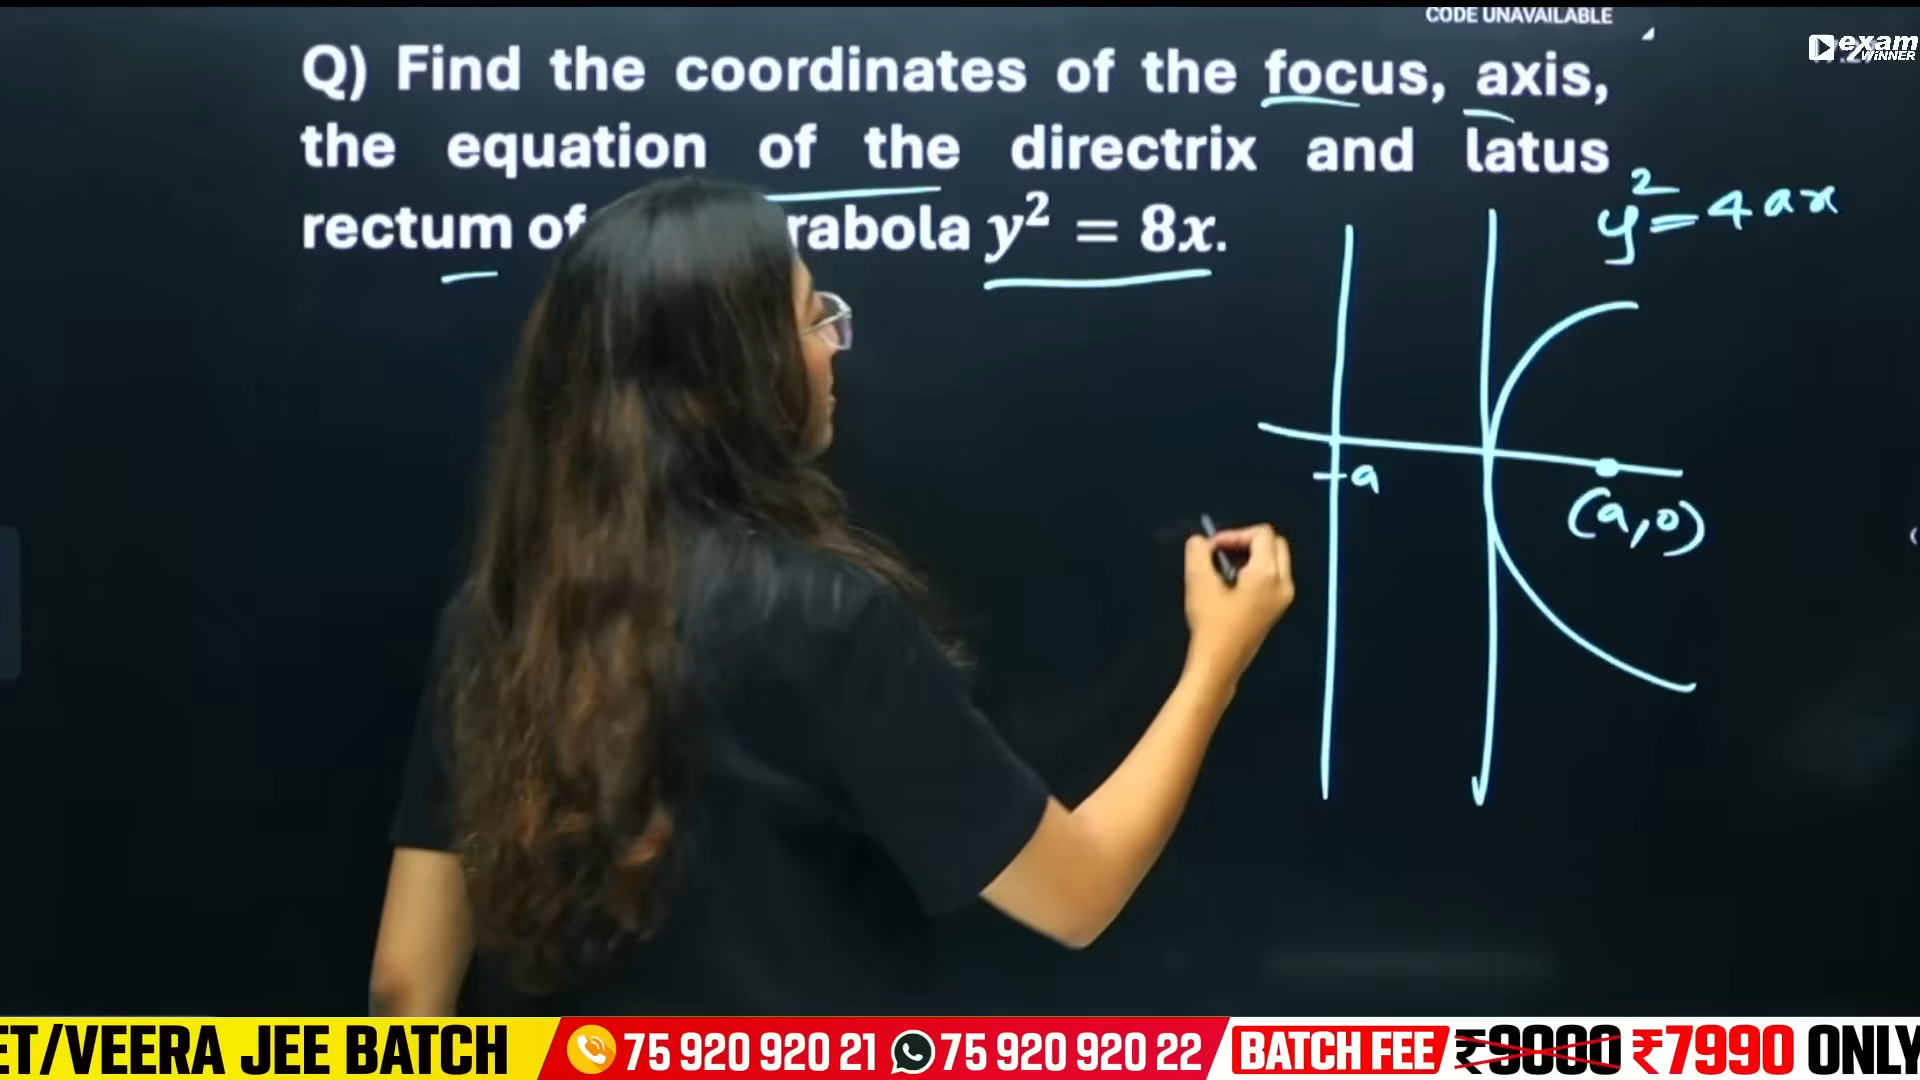 CODE UNAVAILABLE
exam
WiNNER
Q) Find the coordinates of the focus, axis,
the equation of the directrix and latus
rectum of rabola y² = 8x.
y² = 4ax
-a
(a,0)
ET/VEERA JEE BATCH 75 920 920 21 75 920 920 22 BATCH FEE ₹9000 ₹7990 ONLY